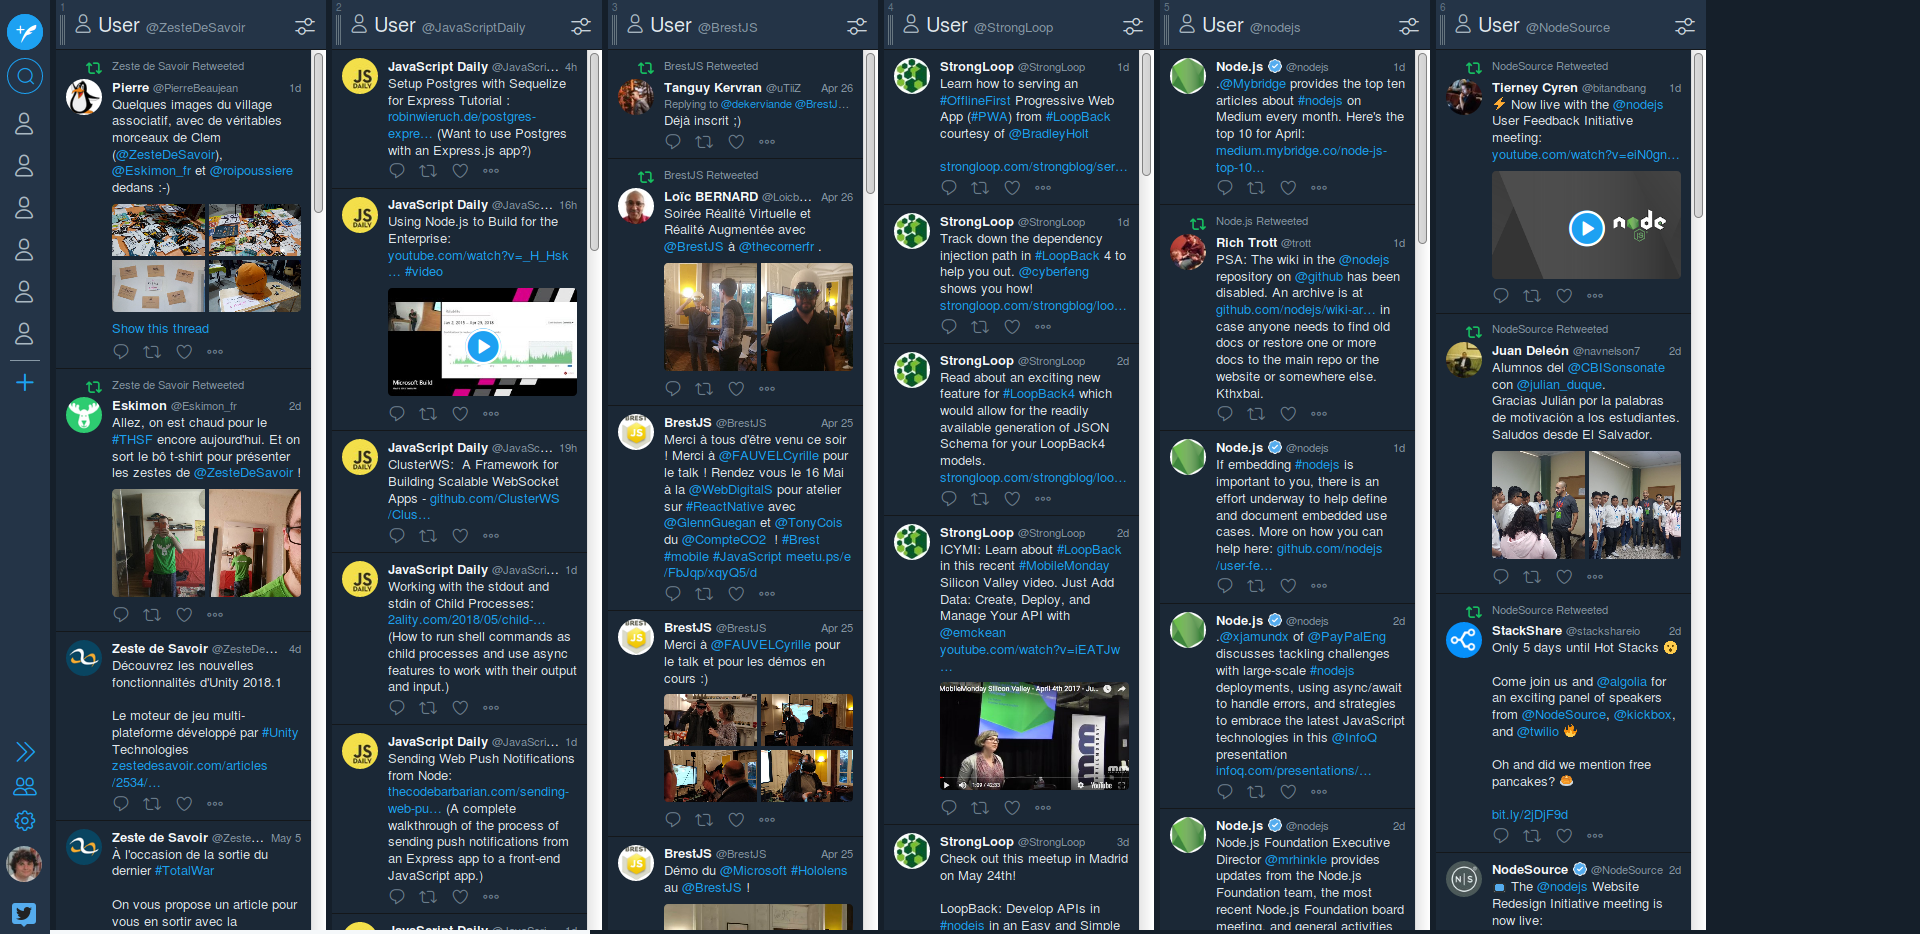 1
User @ZesteDeSavoir
Zeste de Savoir Retweeted
Pierre @PierreBeaujean 1d
Quelques images du village
associatif, avec de véritables
morceaux de Clem
(@ZesteDeSavoir),
@Eskimon_fr et @roipoussiere
dedans :-)
Show this thread
Zeste de Savoir Retweeted
Eskimon @Eskimon_fr 2d
Allez, on est chaud pour le
#THSF encore aujourd'hui. Et on
sort le bô t-shirt pour présenter
les zestes de @ZesteDeSavoir !
Zeste de Savoir @ZesteDe... 4d
Découvrez les nouvelles
fonctionnalités d'Unity 2018.1
Le moteur de jeu multi-
plateforme développé par #Unity
Technologies
zestedesavoir.com/articles
/2534/...
Zeste de Savoir @Zeste... May 5
À l'occasion de la sortie du
dernier #TotalWar
On vous propose un article pour
vous en sortir avec la
2
User @JavaScriptDaily
JavaScript Daily @JavaScri... 4h
Setup Postgres with Sequelize
for Express Tutorial :
robinwieruch.de/postgres-
expre... (Want to use Postgres
with an Express.js app?)
JavaScript Daily @JavaScr... 16h
Using Node.js to Build for the
Enterprise:
youtube.com/watch?v=_H_Hsk
... #video
Jun 2, 2015 – Apr 29, 2018
Microsoft Build
JavaScript Daily @JavaSc... 19h
ClusterWS: A Framework for
Building Scalable WebSocket
Apps - github.com/ClusterWS
/Clus...
JavaScript Daily @JavaScri... 1d
Working with the stdout and
stdin of Child Processes:
2ality.com/2018/05/child-...
(How to run shell commands as
child processes and use async
features to work with their output
and input.)
JavaScript Daily @JavaScri... 1d
Sending Web Push Notifications
from Node:
thecodebarbarian.com/sending-
web-pu... (A complete
walkthrough of the process of
sending push notifications from
an Express app to a front-end
JavaScript app.)
JavaScript Daily @JavaScri... 1d
3
User @BrestJS
BrestJS Retweeted
Tanguy Kervran @uTiiZ Apr 26
Replying to @dekerviande @BrestJ...
Déjà inscrit ;)
BrestJS Retweeted
Loïc BERNARD @Loicb... Apr 26
Soirée Réalité Virtuelle et
Réalité Augmentée avec
@BrestJS à @thecornerfr .
BrestJS @BrestJS Apr 25
Merci à tous d'être venu ce soir
! Merci à @FAUVELCyrille pour
le talk ! Rendez vous le 16 Mai
à la @WebDigitalS pour atelier
sur #ReactNative avec
@GlennGuegan et @TonyCois
du @CompteCO2 ! #Brest
#mobile #JavaScript meetu.ps/e
/FbJqp/xqyQ5/d
BrestJS @BrestJS Apr 25
Merci à @FAUVELCyrille pour
le talk et pour les démos en
cours :)
BrestJS @BrestJS Apr 25
Démo du @Microsoft #Hololens
au @BrestJS !
4
User @StrongLoop
StrongLoop @StrongLoop 1d
Learn how to serving an
#OfflineFirst Progressive Web
App (#PWA) from #LoopBack
courtesy of @BradleyHolt
strongloop.com/strongblog/ser...
StrongLoop @StrongLoop 1d
Track down the dependency
injection path in #LoopBack 4 to
help you out. @cyberfeng
shows you how!
strongloop.com/strongblog/loo...
StrongLoop @StrongLoop 2d
Read about an exciting new
feature for #LoopBack4 which
would allow for the readily
available generation of JSON
Schema for your LoopBack4
models.
strongloop.com/strongblog/loo...
StrongLoop @StrongLoop 2d
ICYMI: Learn about #LoopBack
in this recent #MobileMonday
Silicon Valley video. Just Add
Data: Create, Deploy, and
Manage Your API with
@emckean
youtube.com/watch?v=iEATJw
...
MobileMonday Silicon Valley - April 4th 2017 - Ju...
1:09 / 42:33
YouTube
StrongLoop @StrongLoop 3d
Check out this meetup in Madrid
on May 24th!
LoopBack: Develop APIs in
#nodejs in an Easy and Simple
5
User @nodejs
Node.js @nodejs 1d
.@Mybridge provides the top ten
articles about #nodejs on
Medium every month. Here's the
top 10 for April:
medium.mybridge.co/node-js-
top-10...
Node.js Retweeted
Rich Trott @trott 1d
PSA: The wiki in the @nodejs
repository on @github has been
disabled. An archive is at
github.com/nodejs/wiki-ar... in
case anyone needs to find old
docs or restore one or more
docs to the main repo or the
website or somewhere else.
Kthxbai.
Node.js @nodejs 1d
If embedding #nodejs is
important to you, there is an
effort underway to help define
and document embedded use
cases. More on how you can
help here: github.com/nodejs
/user-fe...
Node.js @nodejs 2d
.@xjamundx of @PayPalEng
discusses tackling challenges
with large-scale #nodejs
deployments, using async/await
to handle errors, and strategies
to embrace the latest JavaScript
technologies in this @InfoQ
presentation
infoq.com/presentations/...
Node.js @nodejs 2d
Node.js Foundation Executive
Director @mrhinkle provides
updates from the Node.js
Foundation team, the most
recent Node.js Foundation board
meeting, and general activities
6
User @NodeSource
NodeSource Retweeted
Tierney Cyren @bitandbang 1d
⚡ Now live with the @nodejs
User Feedback Initiative
meeting:
youtube.com/watch?v=eiN0gn...
node
JS
NodeSource Retweeted
Juan Deleón @navnelson7 2d
Alumnos del @CBISonsonate
con @julian_duque.
Gracias Julián por la palabras
de motivación a los estudiantes.
Saludos desde El Salvador.
NodeSource Retweeted
StackShare @stackshareio 2d
Only 5 days until Hot Stacks 😮
Come join us and @algolia for
an exciting panel of speakers
from @NodeSource, @kickbox,
and @twilio 🔥
Oh and did we mention free
pancakes? 🥞
bit.ly/2jDjF9d
N|S
NodeSource @NodeSource 2d
The @nodejs Website
Redesign Initiative meeting is
now live: